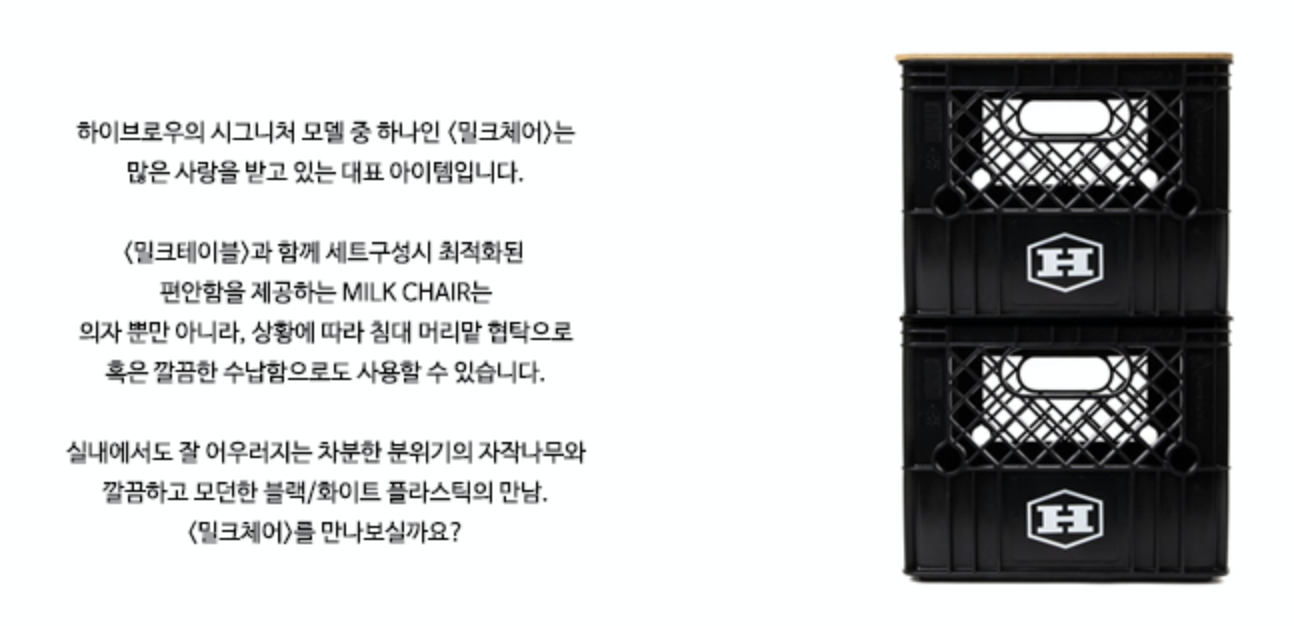 하이브로우의 시그니처 모델 중 하나인 〈밀크체어〉는
많은 사랑을 받고 있는 대표 아이템입니다.
〈밀크테이블〉과 함께 세트구성시 최적화된
편안함을 제공하는 MILK CHAIR는
의자 뿐만 아니라, 상황에 따라 침대 머리맡 협탁으로
혹은 깔끔한 수납함으로도 사용할 수 있습니다.
실내에서도 잘 어우러지는 차분한 분위기의 자작나무와
깔끔하고 모던한 블랙/화이트 플라스틱의 만남.
〈밀크체어〉를 만나보실까요?
H
H